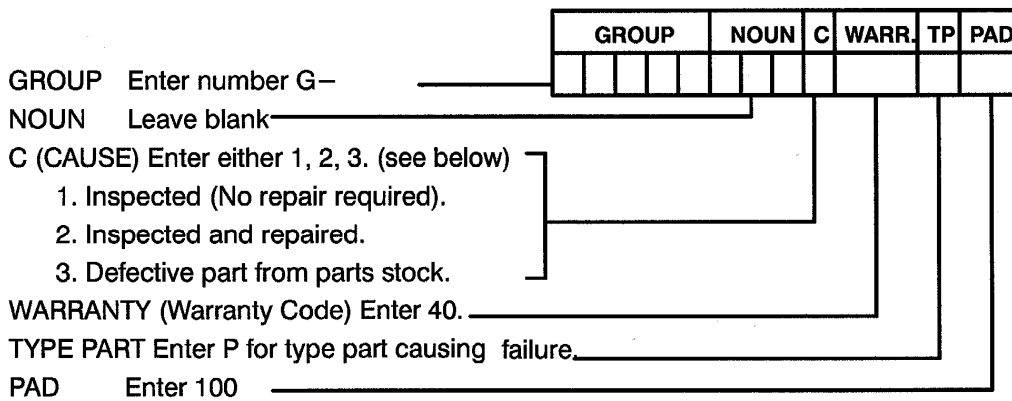 GROUP NOUN C WARR. TP PAD
GROUP Enter number G–
NOUN Leave blank
C (CAUSE) Enter either 1, 2, 3. (see below)
1. Inspected (No repair required).
2. Inspected and repaired.
3. Defective part from parts stock.
WARRANTY (Warranty Code) Enter 40.
TYPE PART Enter P for type part causing failure.
PAD Enter 100